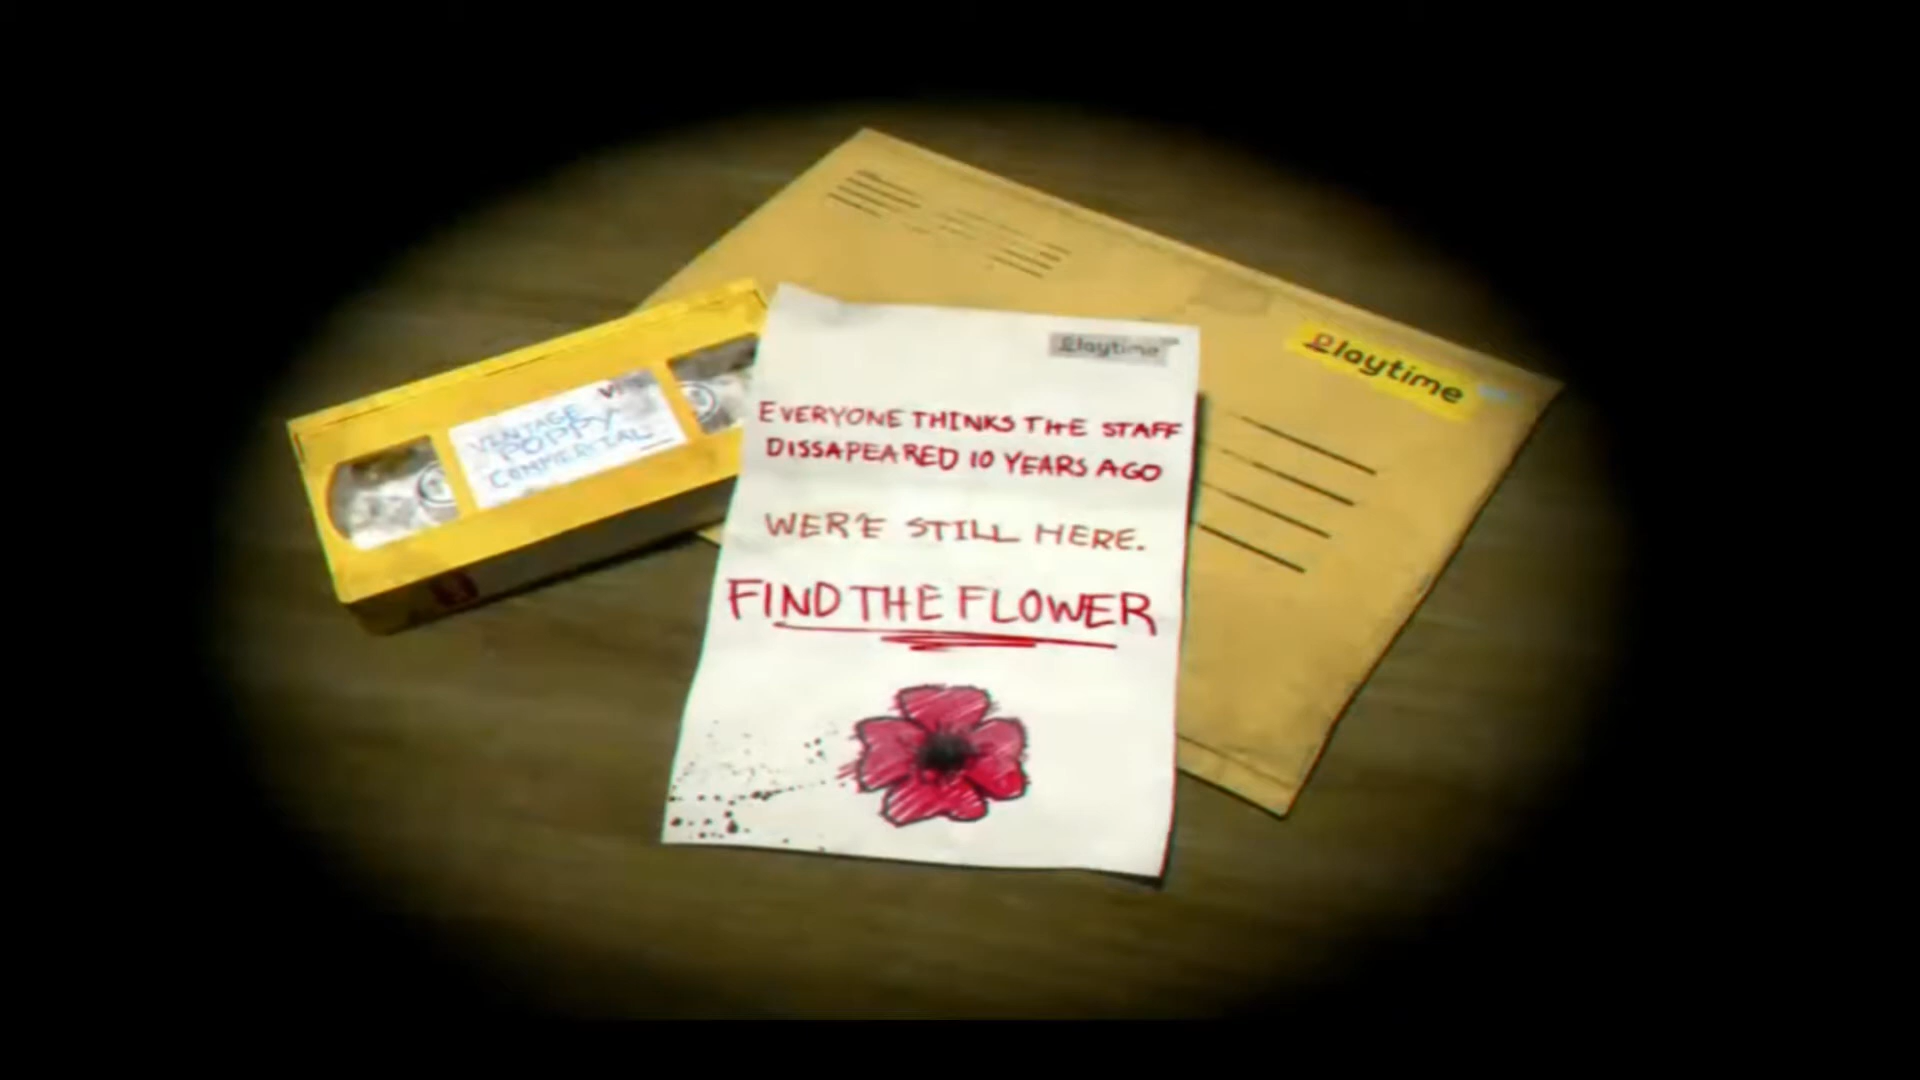 VINTAGE
POPPY
COMMERCIAL
Playtime
EVERYONE THINKS THE STAFF
DISSAPEARED 10 YEARS AGO
WER'E STILL HERE.
FIND THE FLOWER
Playtime